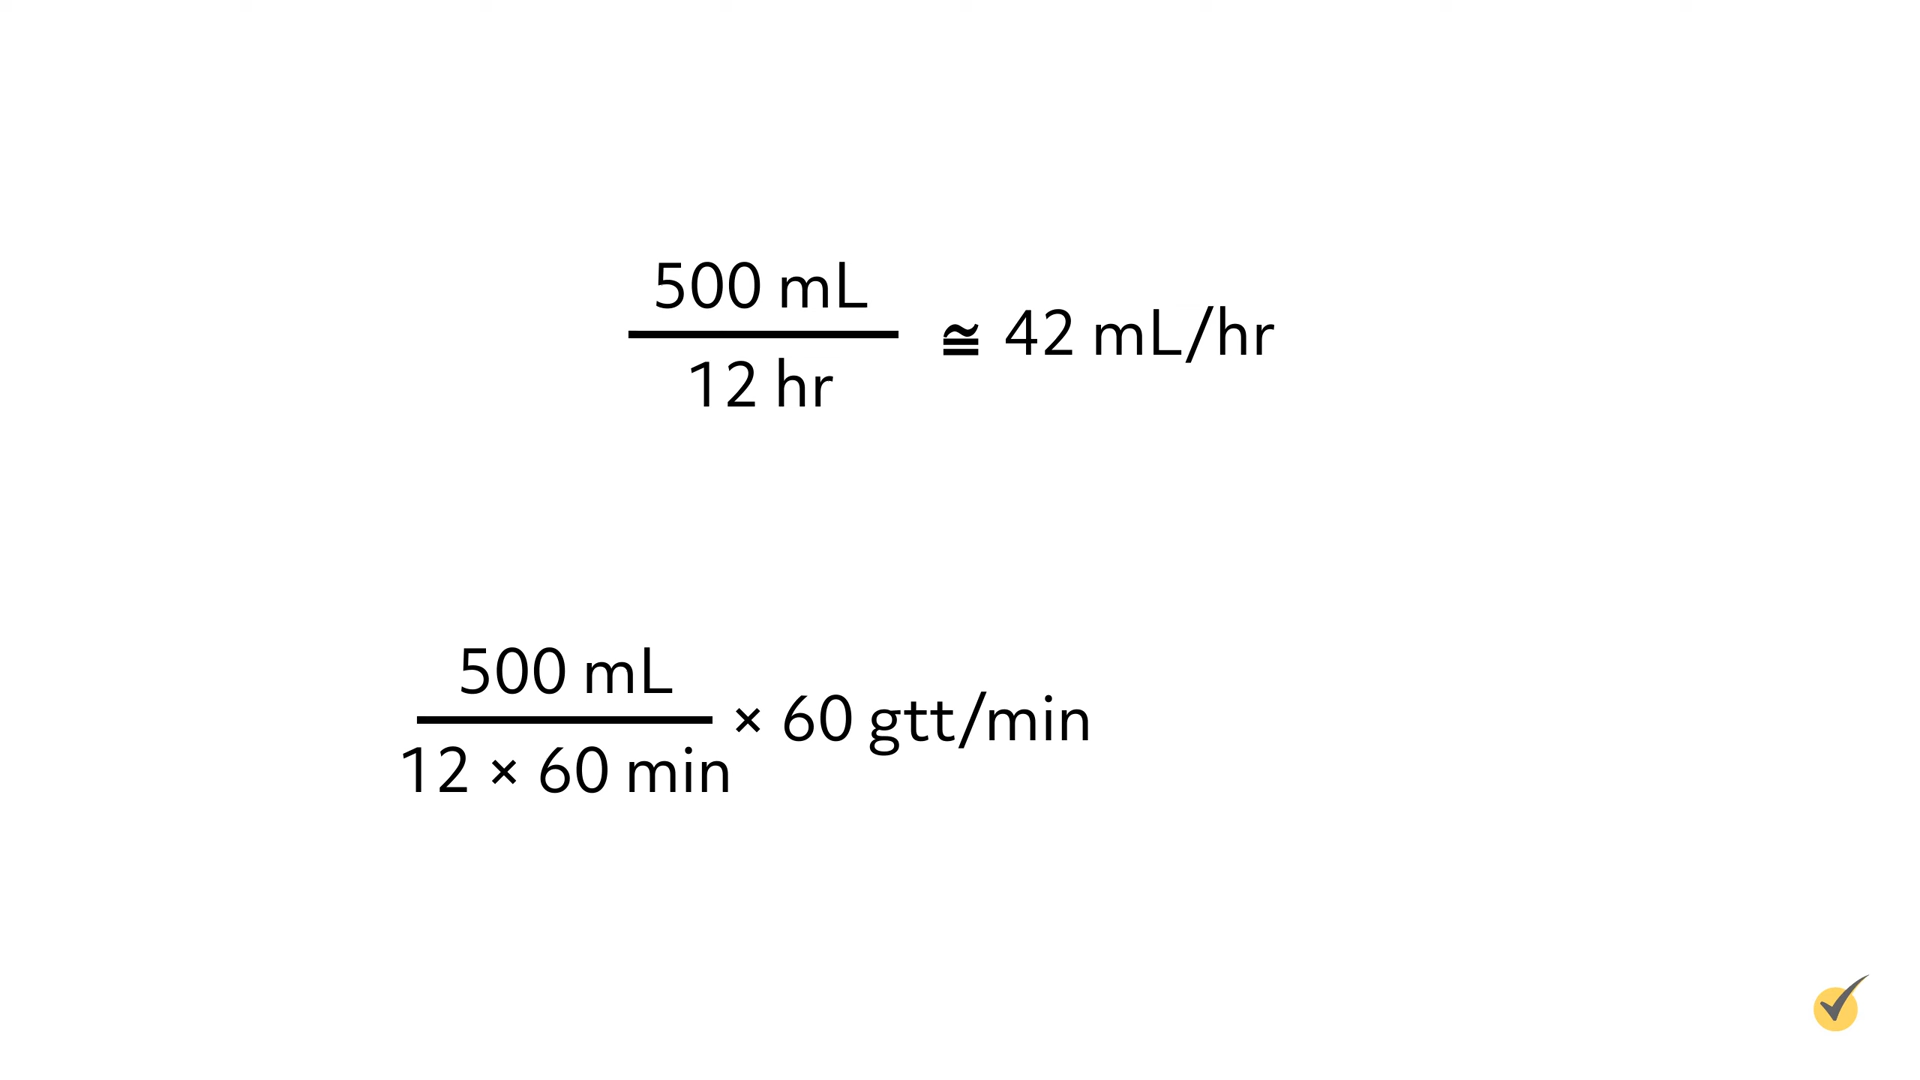 500 mL
12 hr
≅ 42 mL/hr
500 mL
12 × 60 min
× 60 gtt/min